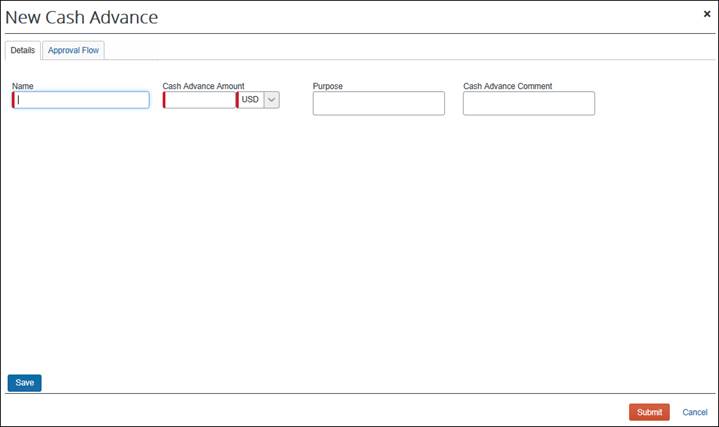 New Cash Advance
Details Approval Flow
Name Cash Advance Amount Purpose Cash Advance Comment
USD
Save
Submit Cancel